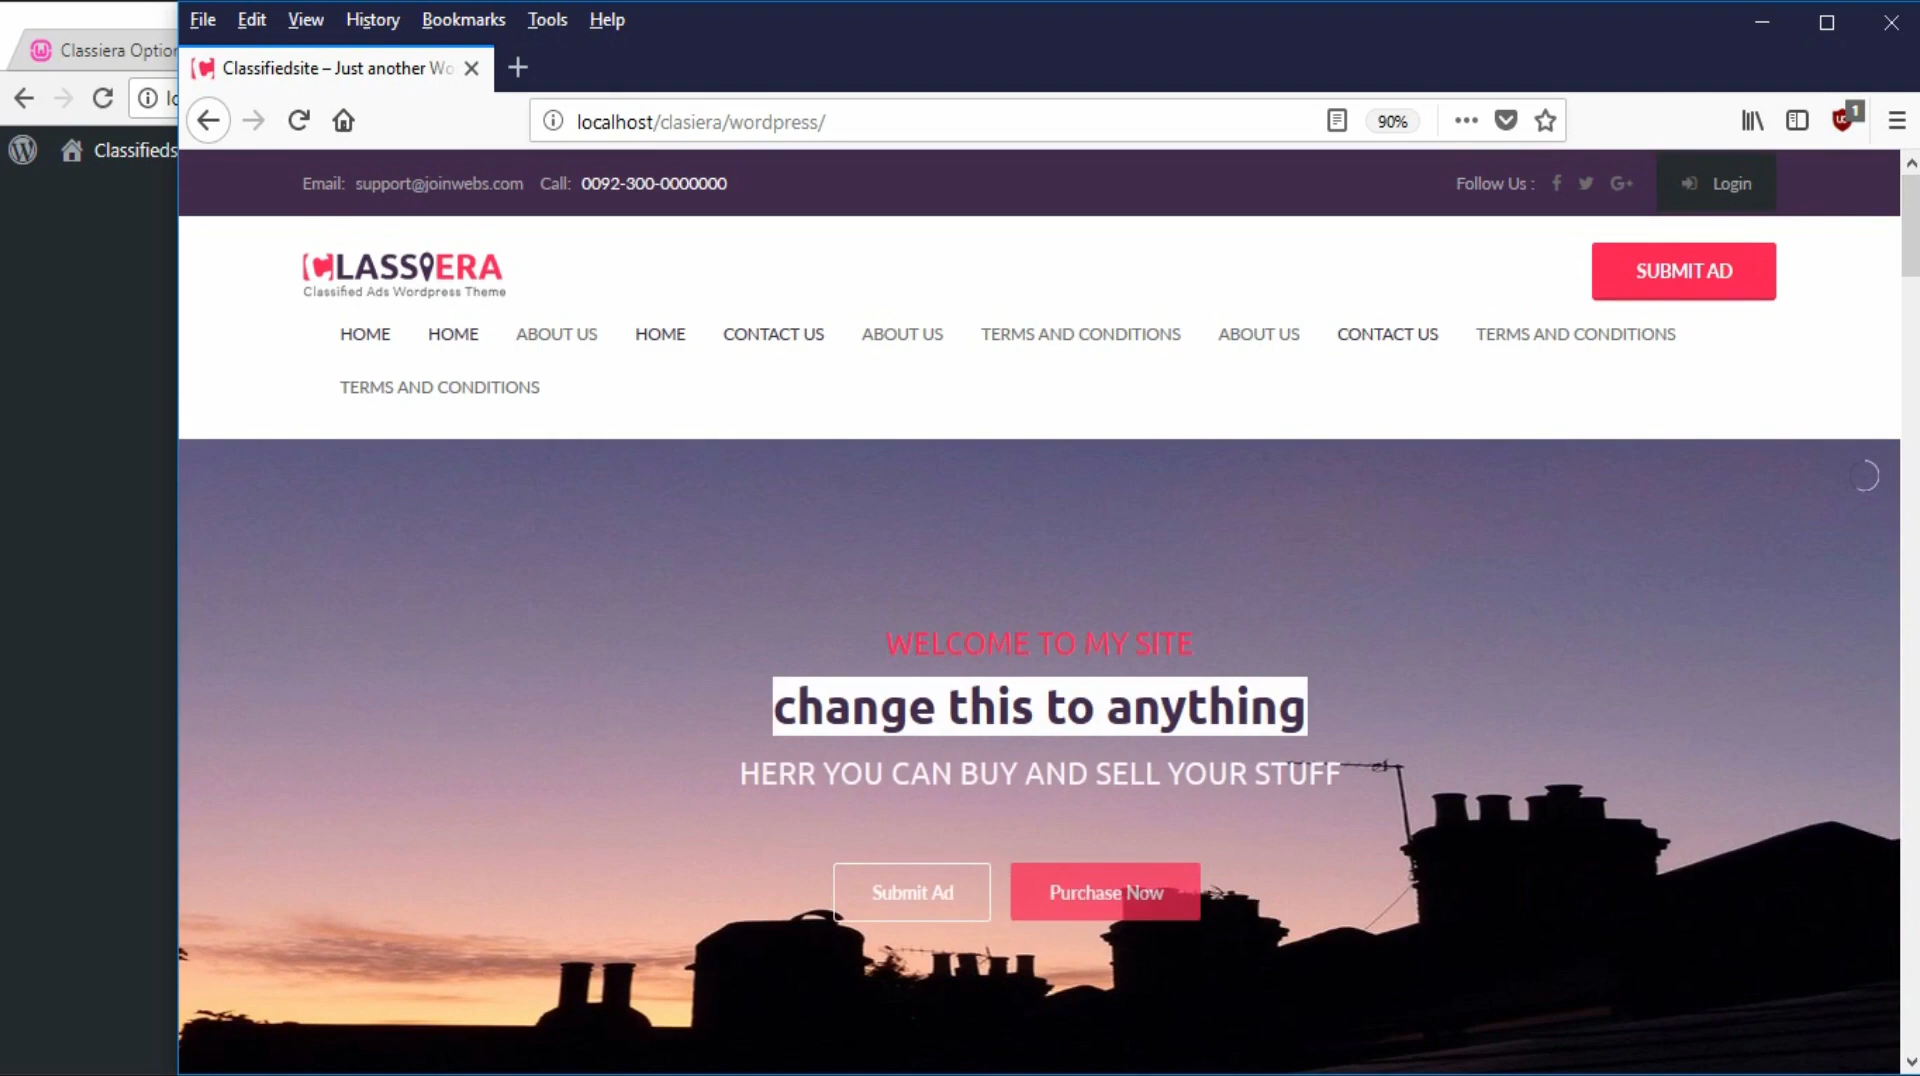 File Edit View History Bookmarks Tools Help
Classiera Option
Classifiedsite – Just another Wo
localhost/clasiera/wordpress/
90%
1
Classifieds
Email: support@joinwebs.com Call: 0092-300-0000000
Follow Us :
Login
CLASSIERA
Classified Ads Wordpress Theme
SUBMIT AD
HOME HOME ABOUT US HOME CONTACT US ABOUT US TERMS AND CONDITIONS ABOUT US CONTACT US TERMS AND CONDITIONS
TERMS AND CONDITIONS
WELCOME TO MY SITE
change this to anything
HERR YOU CAN BUY AND SELL YOUR STUFF
Submit Ad Purchase Now